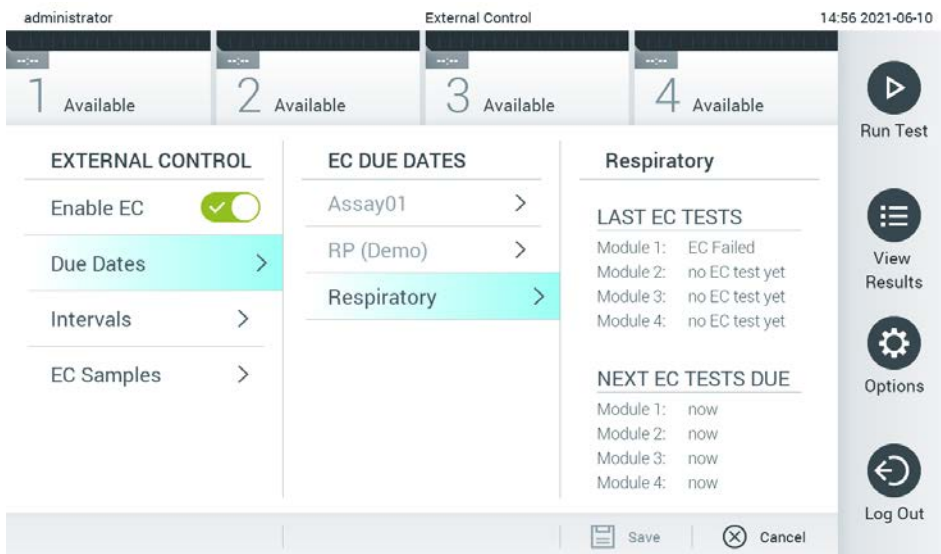 administrator External Control 14:56 2021-06-10
--:-- --:-- --:-- --:--
1 Available 2 Available 3 Available 4 Available
Run Test
View
Results
Options
Log Out
EXTERNAL CONTROL
Enable EC
Due Dates
Intervals
EC Samples
EC DUE DATES
Assay01
RP (Demo)
Respiratory
Respiratory
LAST EC TESTS
Module 1: EC Failed
Module 2: no EC test yet
Module 3: no EC test yet
Module 4: no EC test yet
NEXT EC TESTS DUE
Module 1: now
Module 2: now
Module 3: now
Module 4: now
Save Cancel